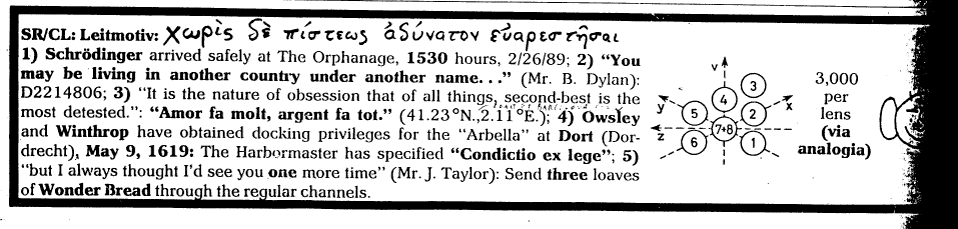 SR/CL: Leitmotiv: χωρὶς δὲ πίστεως ἀδύνατον εὐαρεστῆσαι
1) Schrödinger arrived safely at The Orphanage, 1530 hours, 2/26/89; 2) “You
may be living in another country under another name. . .” (Mr. B. Dylan):
D2214806; 3) “It is the nature of obsession that of all things, second-best is the
most detested.”: “Amor fa molt, argent fa tot.” (41.23°N.,2.11°E.); 4) Owsley
and Winthrop have obtained docking privileges for the “Arbella” at Dort (Dor-
drecht), May 9, 1619: The Harbormaster has specified “Condictio ex lege”; 5)
“but I always thought I’d see you one more time” (Mr. J. Taylor): Send three loaves
of Wonder Bread through the regular channels.
v
3
4
y
x
5
2
z
7+8
6
1
3,000
per
lens
(via
analogia)